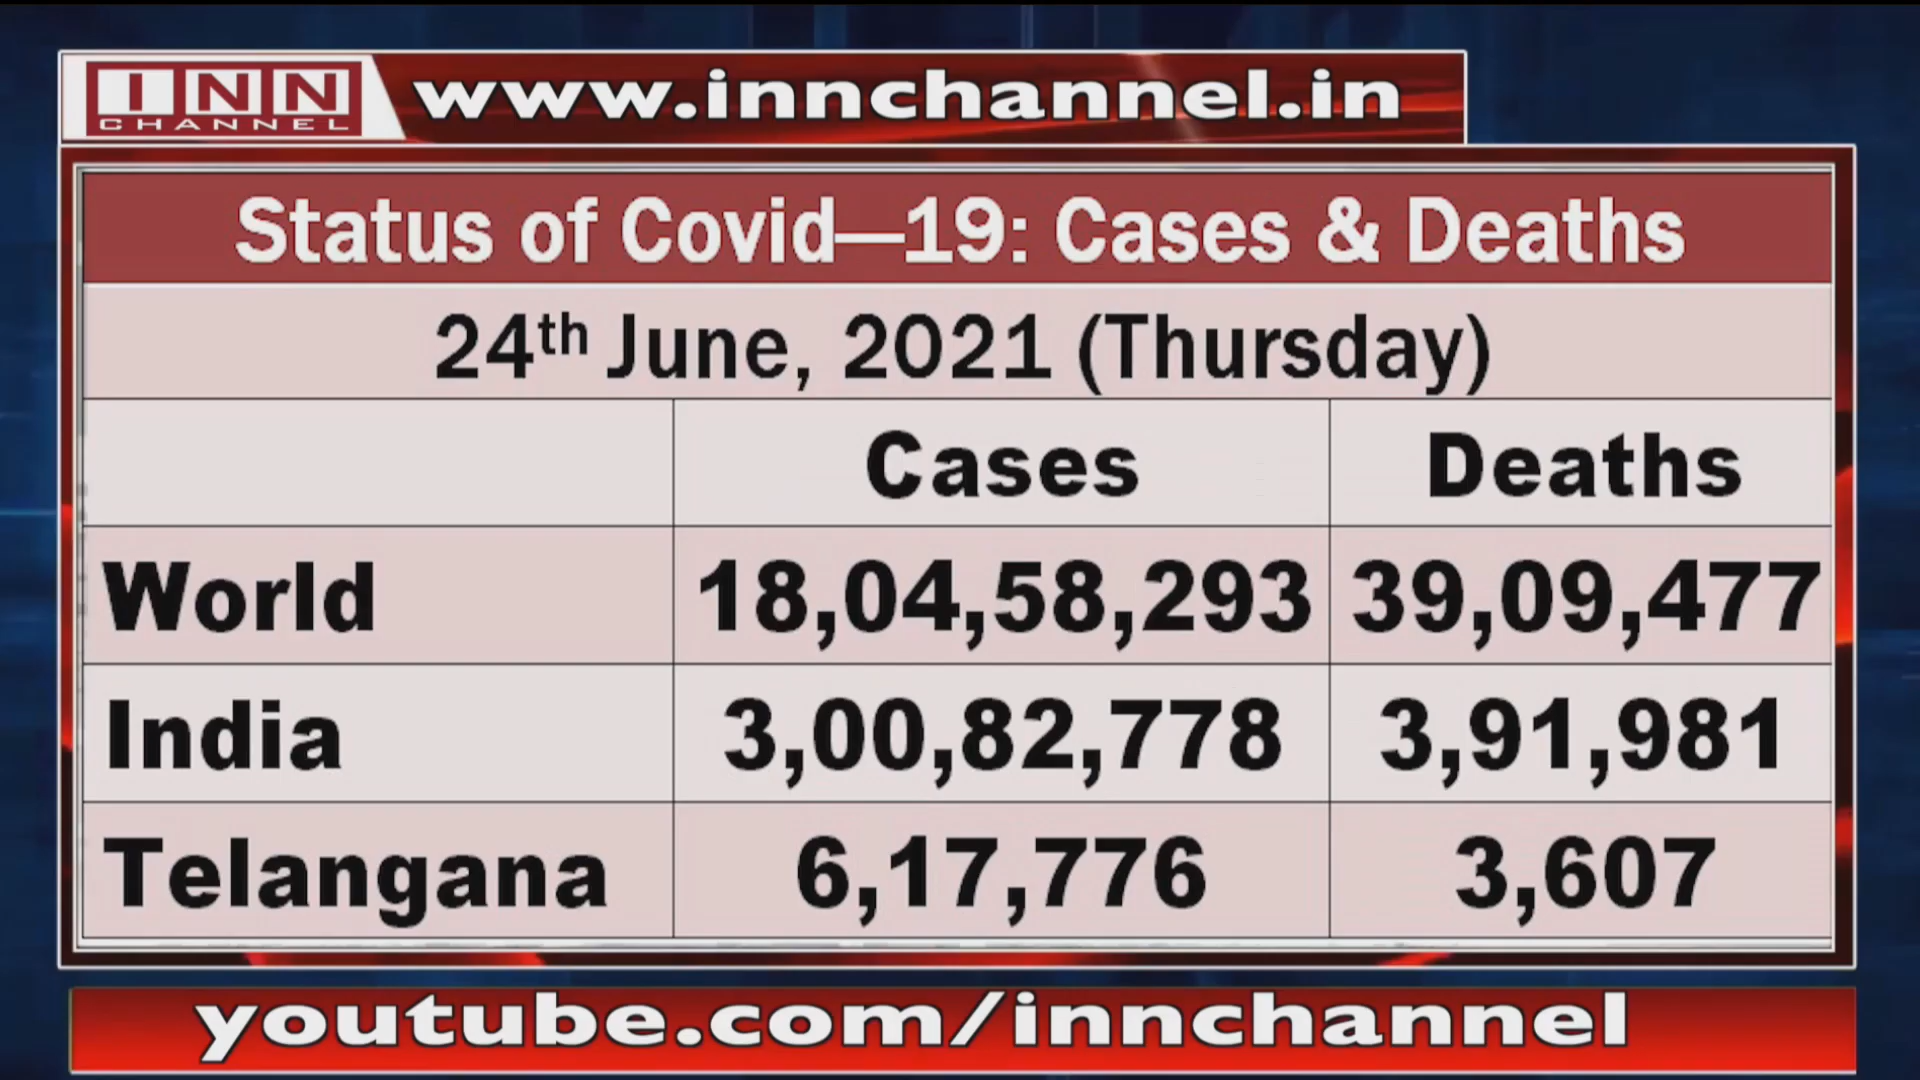 INN
CHANNEL
www.innchannel.in
Status of Covid—19: Cases & Deaths
24th June, 2021 (Thursday)
Cases Deaths
World 18,04,58,293 39,09,477
India 3,00,82,778 3,91,981
Telangana 6,17,776 3,607
youtube.com/innchannel